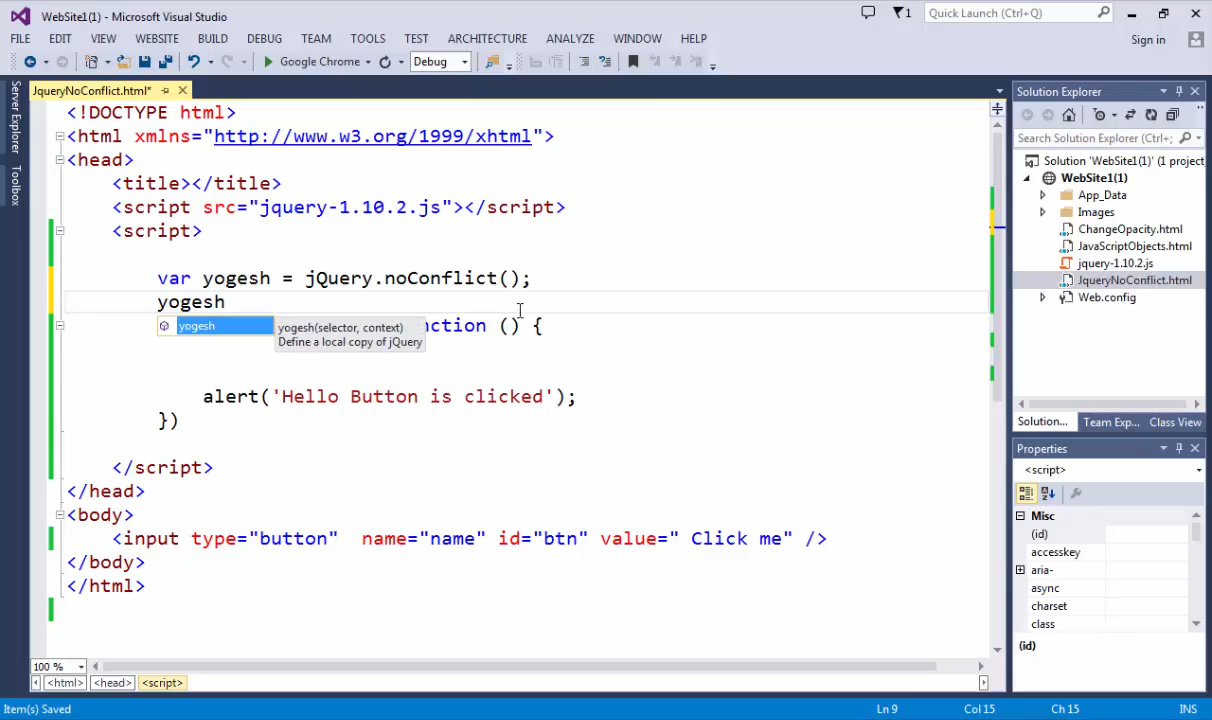 WebSite1(1) - Microsoft Visual Studio
1
Quick Launch (Ctrl+Q)
FILE EDIT VIEW WEBSITE BUILD DEBUG TEAM TOOLS TEST ARCHITECTURE ANALYZE WINDOW HELP
Sign in
Google Chrome Debug
Server Explorer
Toolbox
JqueryNoConflict.html*
<!DOCTYPE html>
<html xmlns="http://www.w3.org/1999/xhtml">
<head>
<title></title>
<script src="jquery-1.10.2.js"></script>
<script>
var yogesh = jQuery.noConflict();
yogesh
nction () {
yogesh
yogesh(selector, context)
Define a local copy of jQuery
alert('Hello Button is clicked');
})
</script>
</head>
<body>
<input type="button" name="name" id="btn" value=" Click me" />
</body>
</html>
100 %
<html> <head> <script>
Solution Explorer
Search Solution Explorer (Ctrl+;
Solution 'WebSite1(1)' (1 project
WebSite1(1)
App_Data
Images
ChangeOpacity.html
JavaScriptObjects.html
jquery-1.10.2.js
JqueryNoConflict.html
Web.config
Solution... Team Exp... Class View
Properties
<script>
Misc
(id)
accesskey
aria-
async
charset
class
(id)
Item(s) Saved Ln 9 Col 15 Ch 15 INS